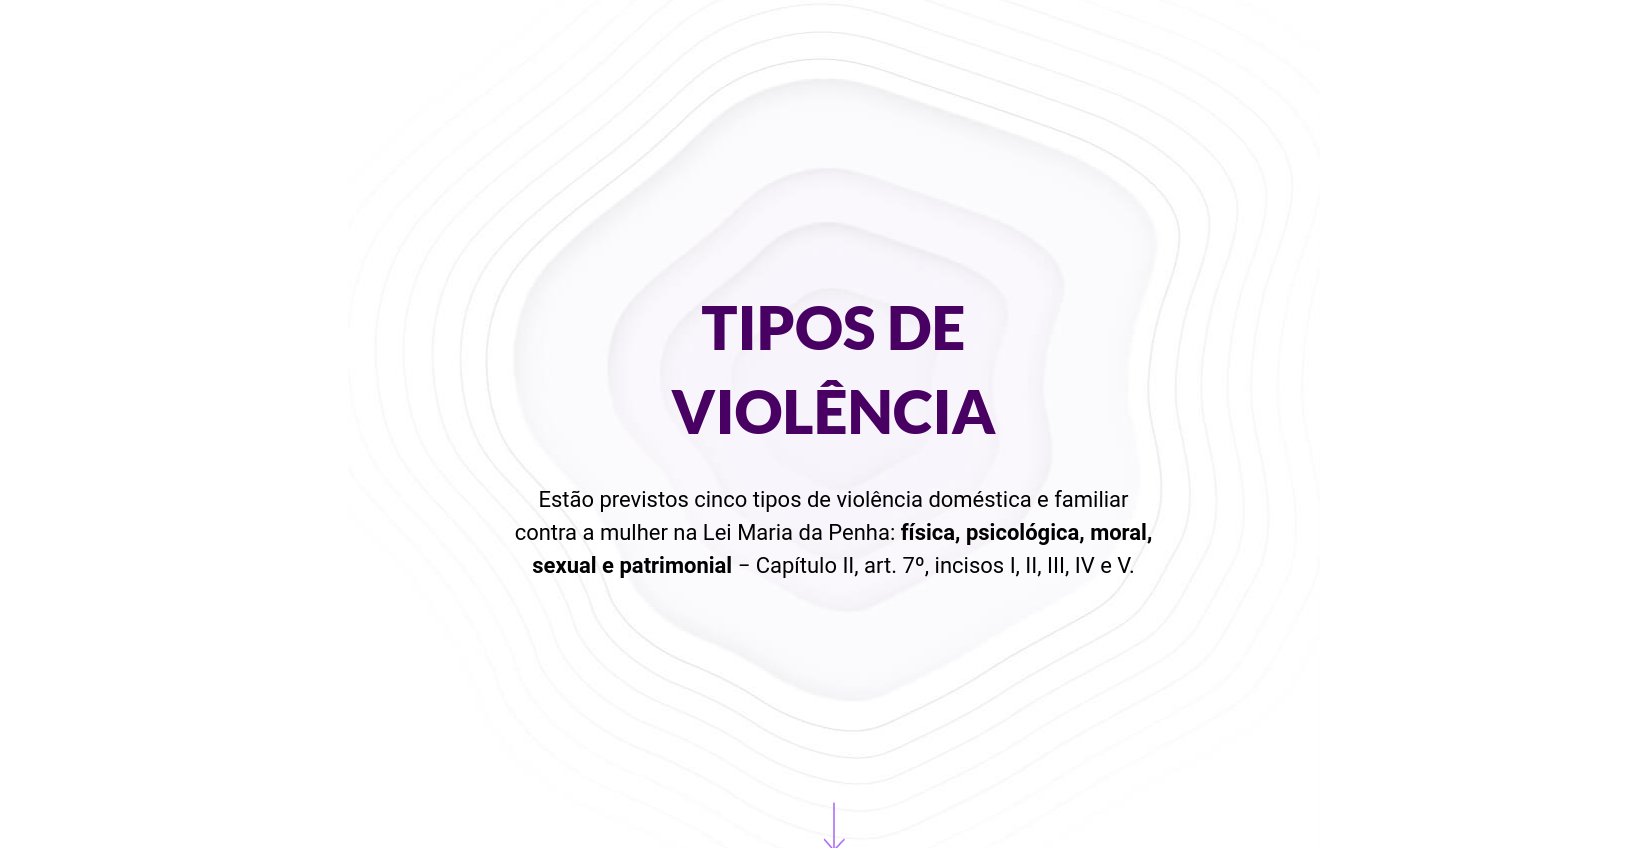 TIPOS DE
VIOLÊNCIA
Estão previstos cinco tipos de violência doméstica e familiar
contra a mulher na Lei Maria da Penha: física, psicológica, moral,
sexual e patrimonial − Capítulo II, art. 7º, incisos I, II, III, IV e V.